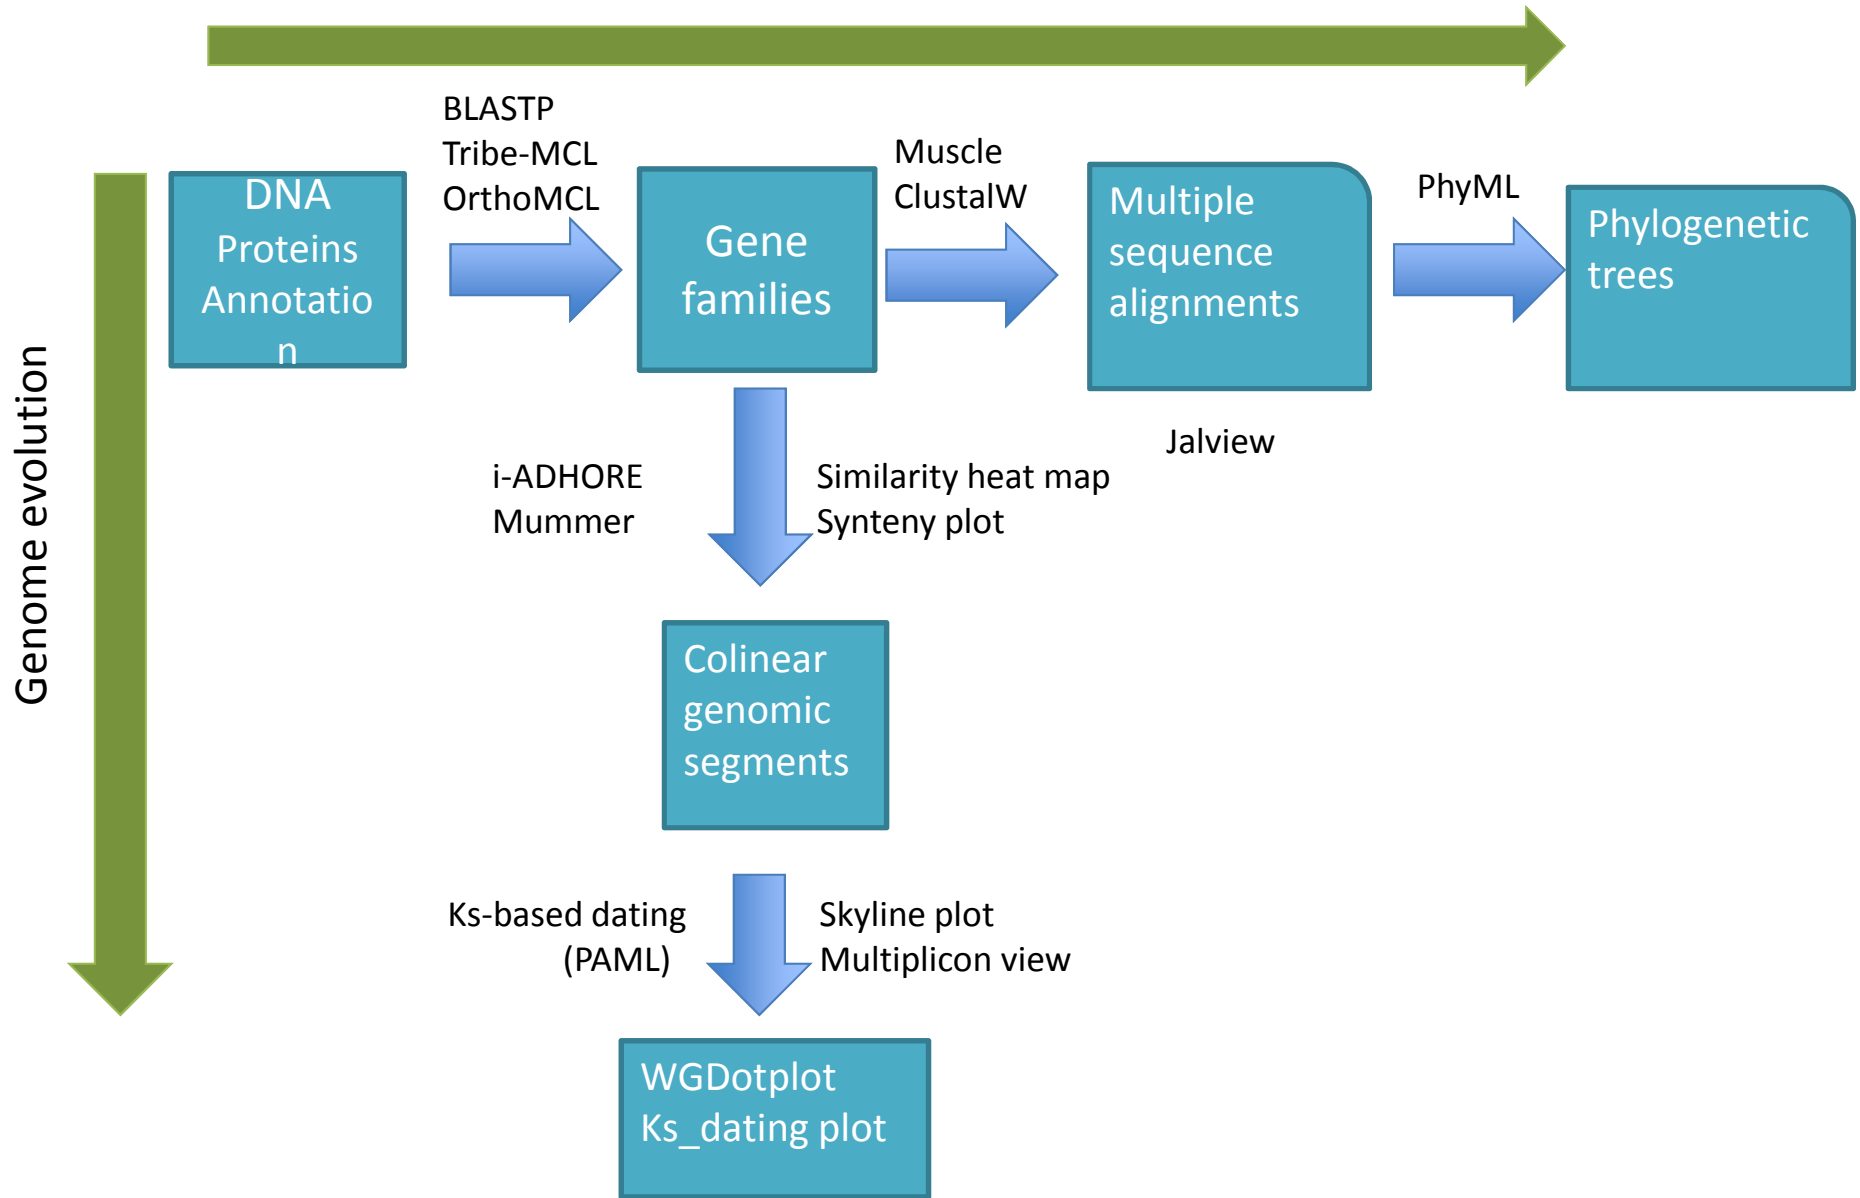 BLASTP
Tribe-MCL
OrthoMCL
Muscle
ClustalW
PhyML
DNA
Proteins
Annotatio
n
Gene
families
Multiple
sequence
alignments
Phylogenetic
trees
Jalview
Genome evolution
i-ADHORE
Mummer
Similarity heat map
Synteny plot
Colinear
genomic
segments
Ks-based dating
(PAML)
Skyline plot
Multiplicon view
WGDotplot
Ks_dating plot